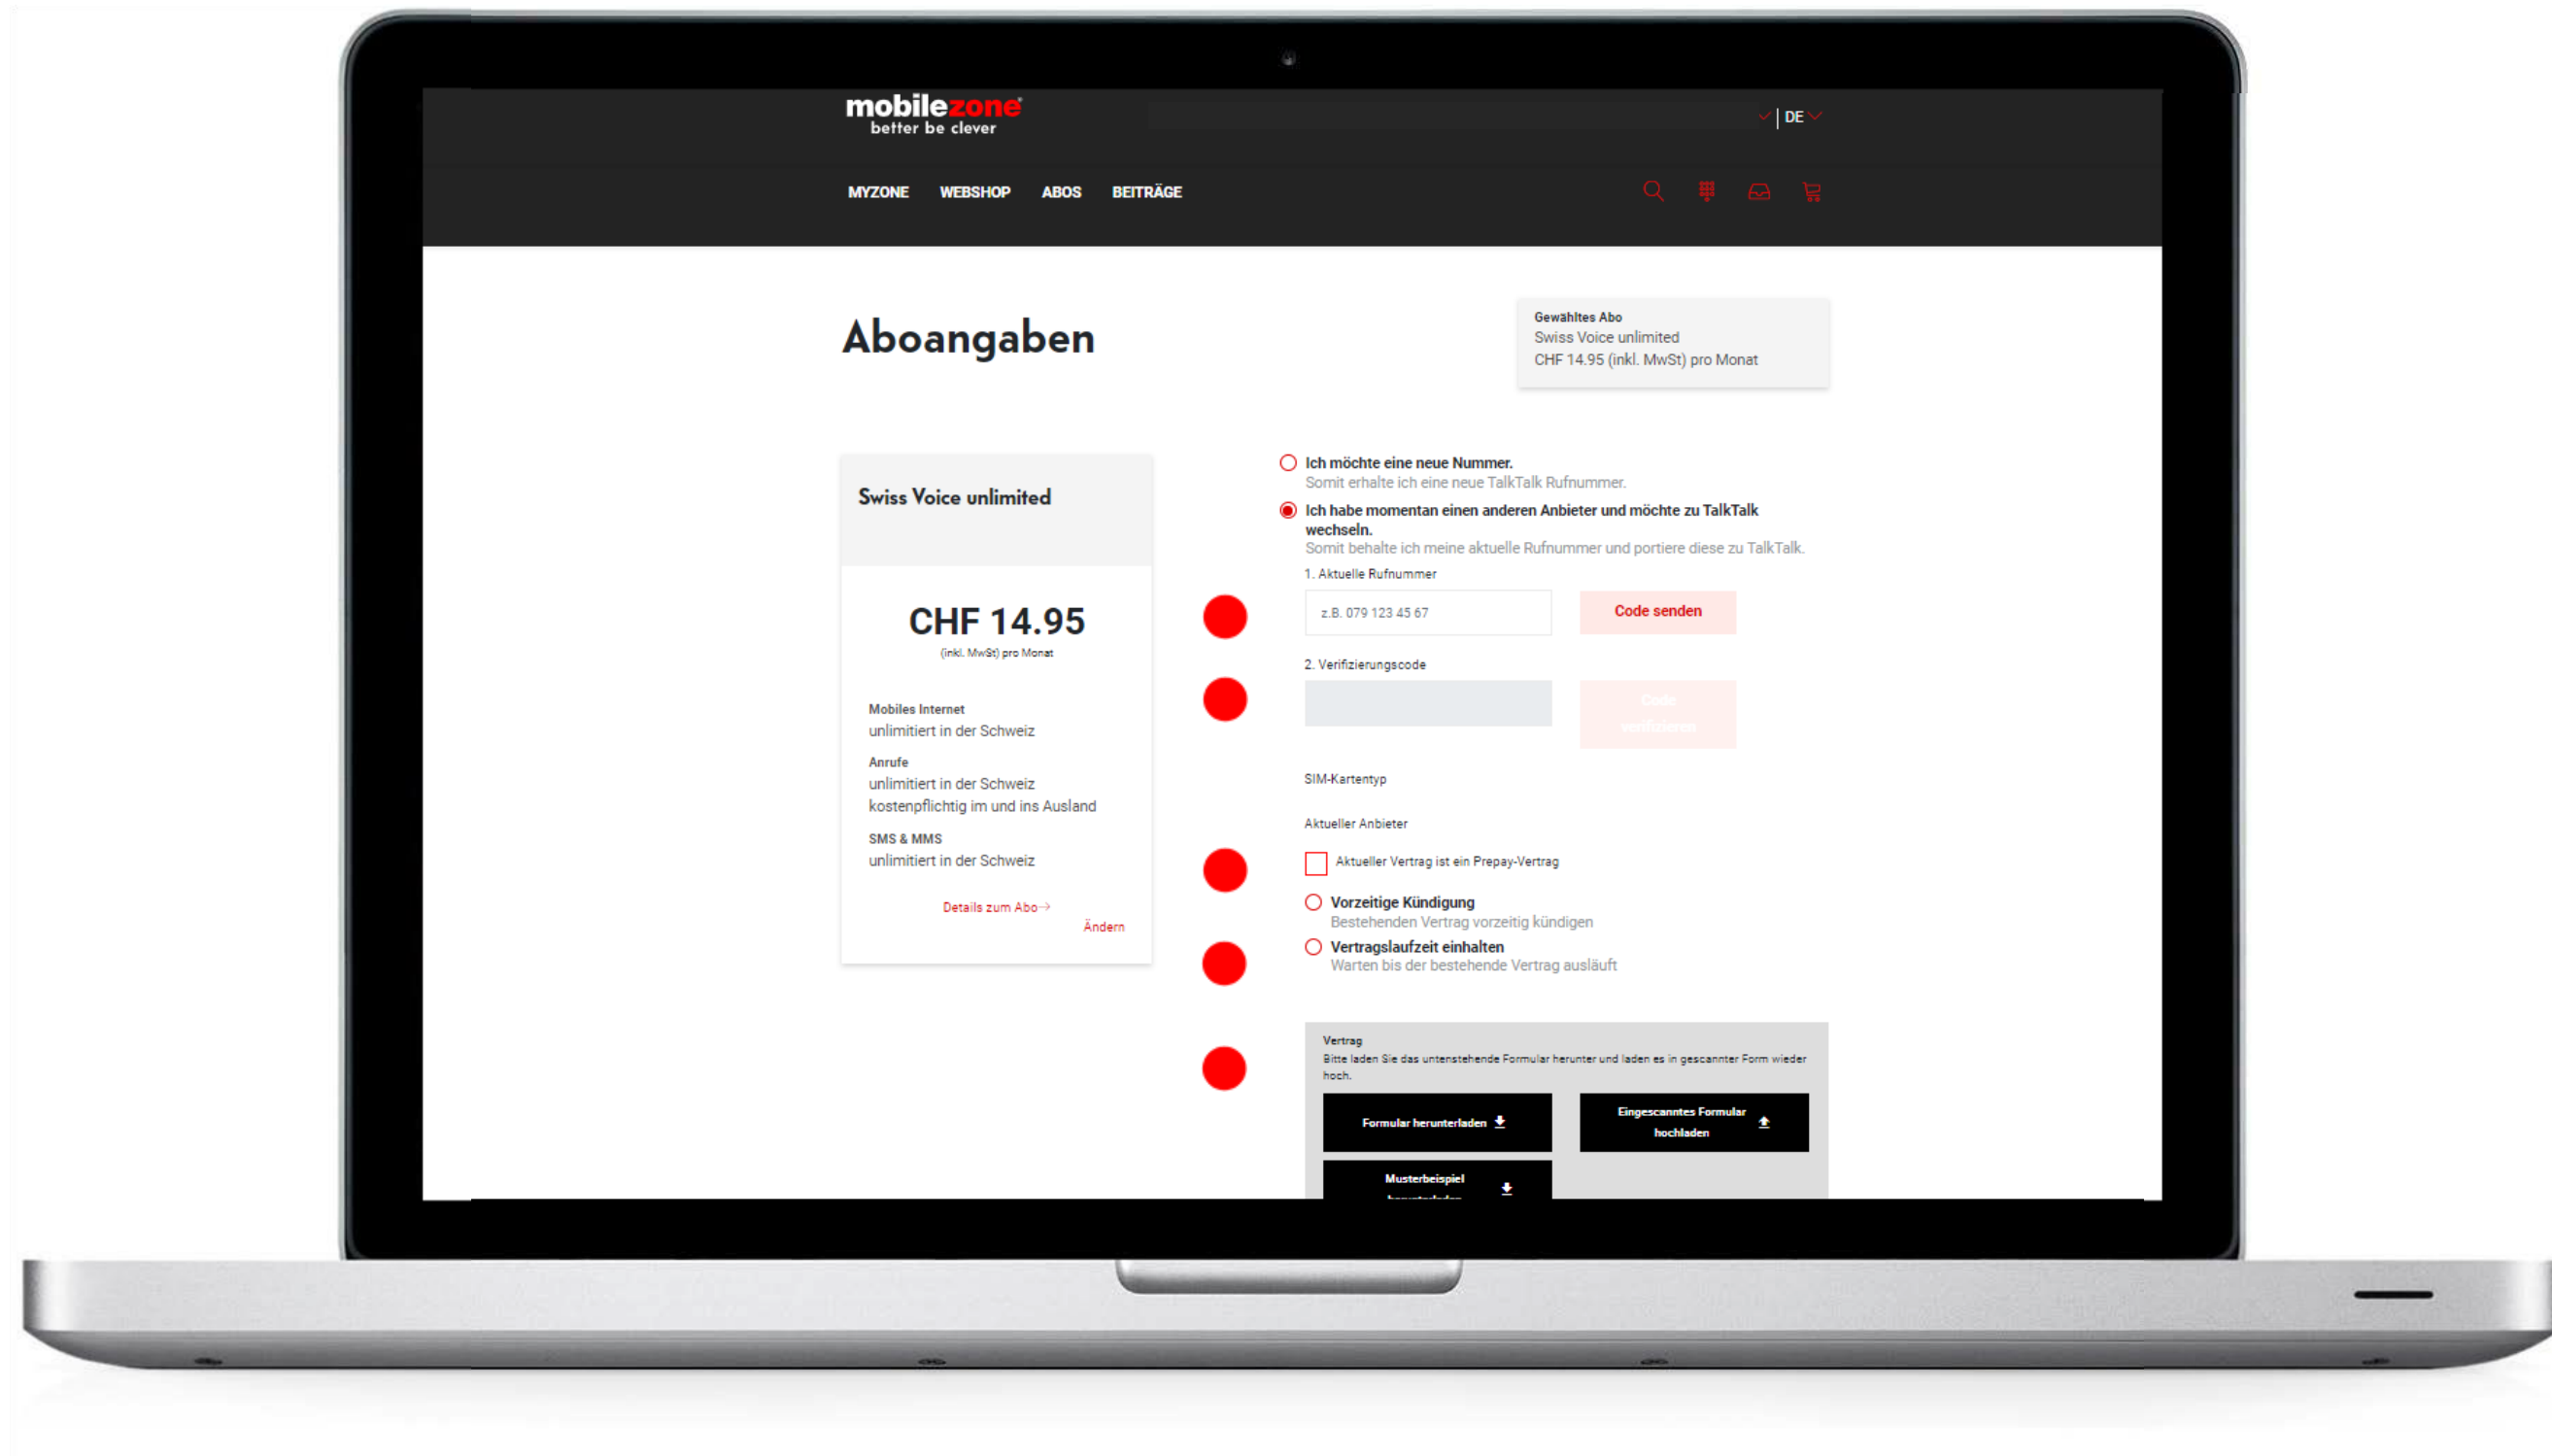 mobilezone
better be clever
DE
MYZONE WEBSHOP ABOS BEITRÄGE
Aboangaben
Gewähltes Abo
Swiss Voice unlimited
CHF 14.95 (inkl. MwSt) pro Monat
Swiss Voice unlimited
CHF 14.95
(inkl. MwSt) pro Monat
Mobiles Internet
unlimitiert in der Schweiz
Anrufe
unlimitiert in der Schweiz
kostenpflichtig im und ins Ausland
SMS & MMS
unlimitiert in der Schweiz
Details zum Abo→
Ändern
Ich möchte eine neue Nummer.
Somit erhalte ich eine neue TalkTalk Rufnummer.
Ich habe momentan einen anderen Anbieter und möchte zu TalkTalk
wechseln.
Somit behalte ich meine aktuelle Rufnummer und portiere diese zu TalkTalk.
1. Aktuelle Rufnummer
z.B. 079 123 45 67
Code senden
2. Verifizierungscode
Code
verifizieren
SIM-Kartentyp
Aktueller Anbieter
Aktueller Vertrag ist ein Prepay-Vertrag
Vorzeitige Kündigung
Bestehenden Vertrag vorzeitig kündigen
Vertragslaufzeit einhalten
Warten bis der bestehende Vertrag ausläuft
Vertrag
Bitte laden Sie das untenstehende Formular herunter und laden es in gescannter Form wieder
hoch.
Formular herunterladen
Eingescanntes Formular
hochladen
Musterbeispiel